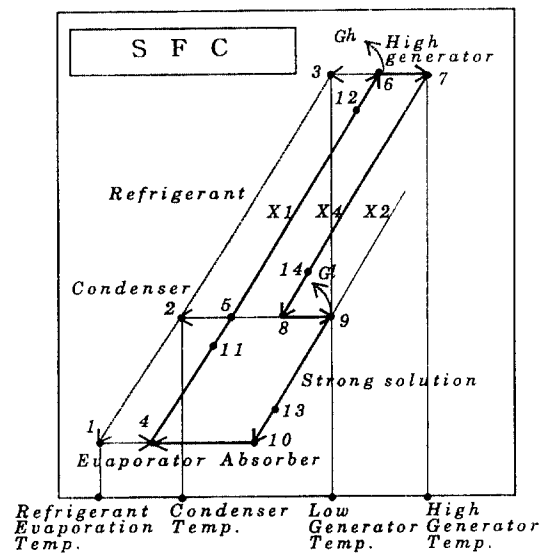 S F C
Gh
High
generator
3
6
7
12
Refrigerant
X1
X4
X2
14
Gl
Condenser
2
5
8
9
11
Strong solution
13
1
4
10
Evaporator Absorber
Refrigerant
Evaporation
Temp.
Condenser
Temp.
Low
Generator
Temp.
High
Generator
Temp.